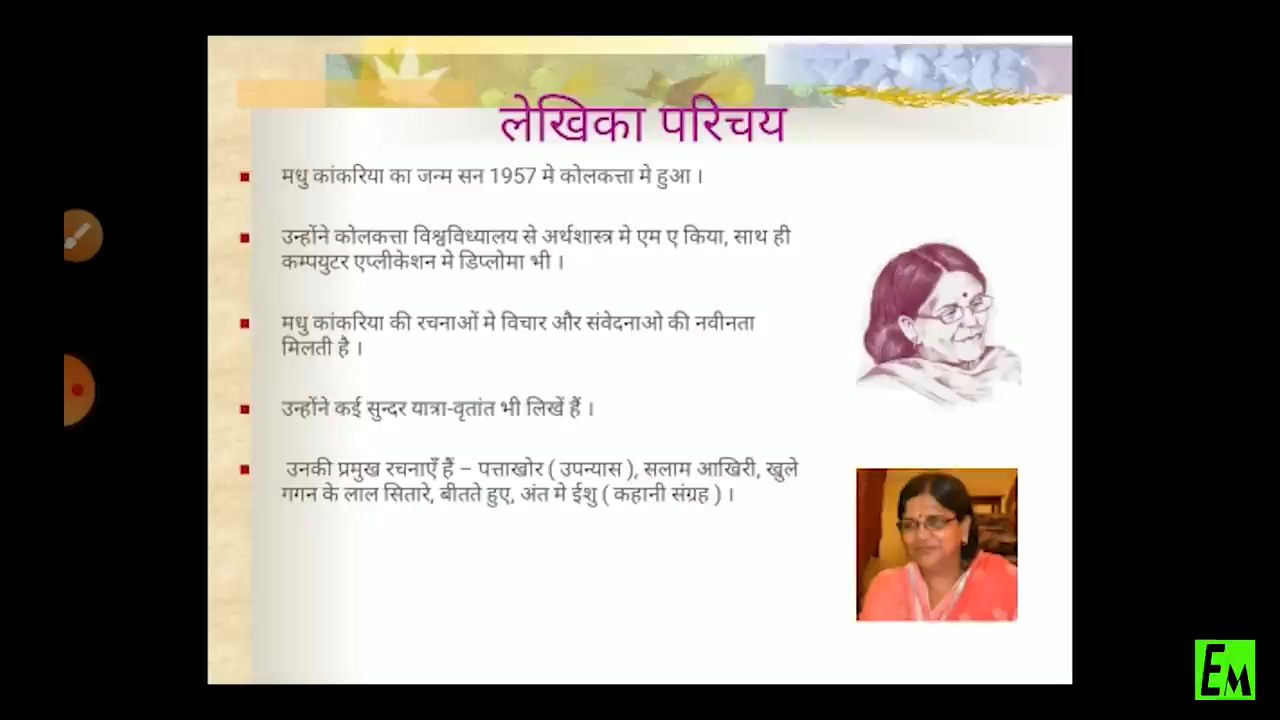 लेखिका परिचय
मधु कांकरिया का जन्म सन 1957 मे कोलकत्ता मे हुआ ।
उन्होंने कोलकत्ता विश्वविध्यालय से अर्थशास्त्र मे एम ए किया, साथ ही
कम्पयुटर एप्लीकेशन मे डिप्लोमा भी ।
मधु कांकरिया की रचनाओं मे विचार और संवेदनाओ की नवीनता
मिलती है ।
उन्होंने कई सुन्दर यात्रा-वृतांत भी लिखें हैं ।
उनकी प्रमुख रचनाएँ हैं – पत्ताखोर ( उपन्यास ), सलाम आखिरी, खुले
गगन के लाल सितारे, बीतते हुए, अंत मे ईशु ( कहानी संग्रह ) ।
EM